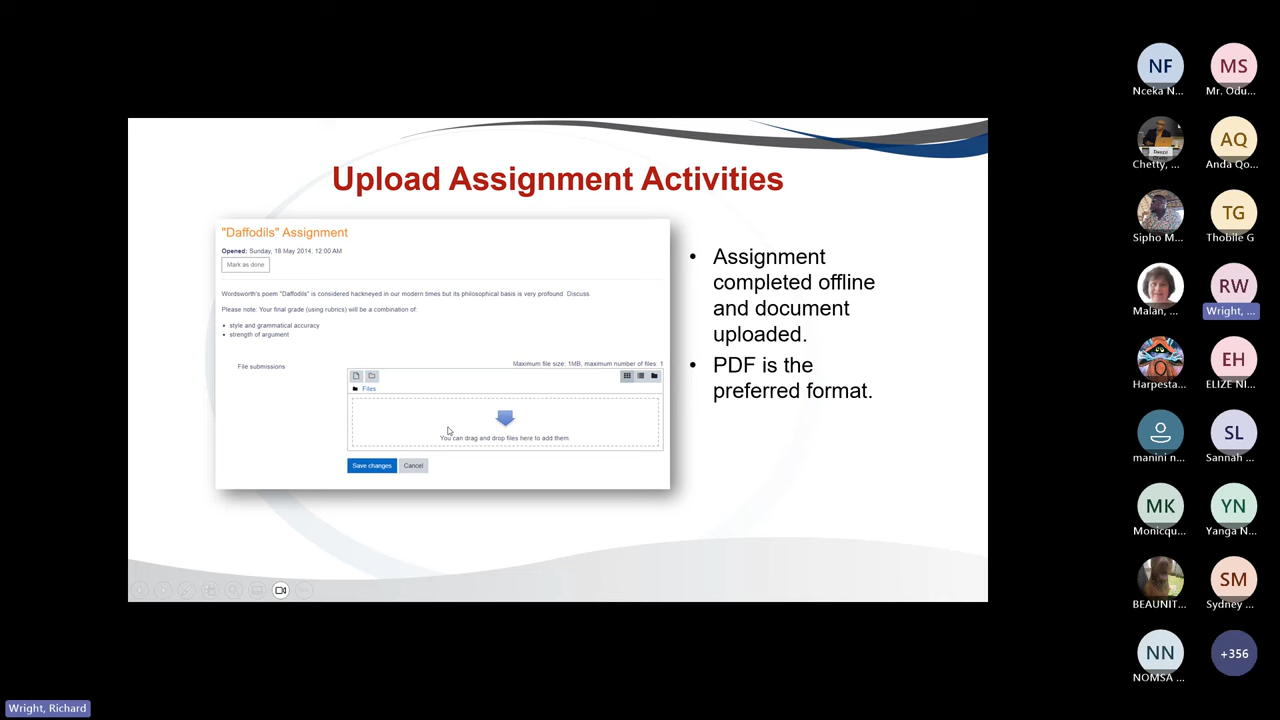 Upload Assignment Activities
"Daffodils" Assignment
Opened: Sunday, 18 May 2014, 12:00 AM
Mark as done
Wordsworth's poem "Daffodils" is considered hackneyed in our modern times but its philosophical basis is very profound. Discuss.
Please note: Your final grade (using rubrics) will be a combination of:
• style and grammatical accuracy
• strength of argument
File submissions
Maximum file size: 1MB, maximum number of files: 1
Files
You can drag and drop files here to add them.
Save changes
Cancel
• Assignment
completed offline
and document
uploaded.
• PDF is the
preferred format.
NF
Nceka N...
MS
Mr. Odu...
Chetty, ...
AQ
Anda Qo...
Sipho M...
TG
Thobile G
Malan, ...
RW
Wright, ...
Harpesta...
EH
ELIZE NI...
manini n...
SL
Sannah ...
MK
Monicqu...
YN
Yanga N...
BEAUNIT...
SM
Sydney ...
NN
NOMSA ...
+356
Wright, Richard